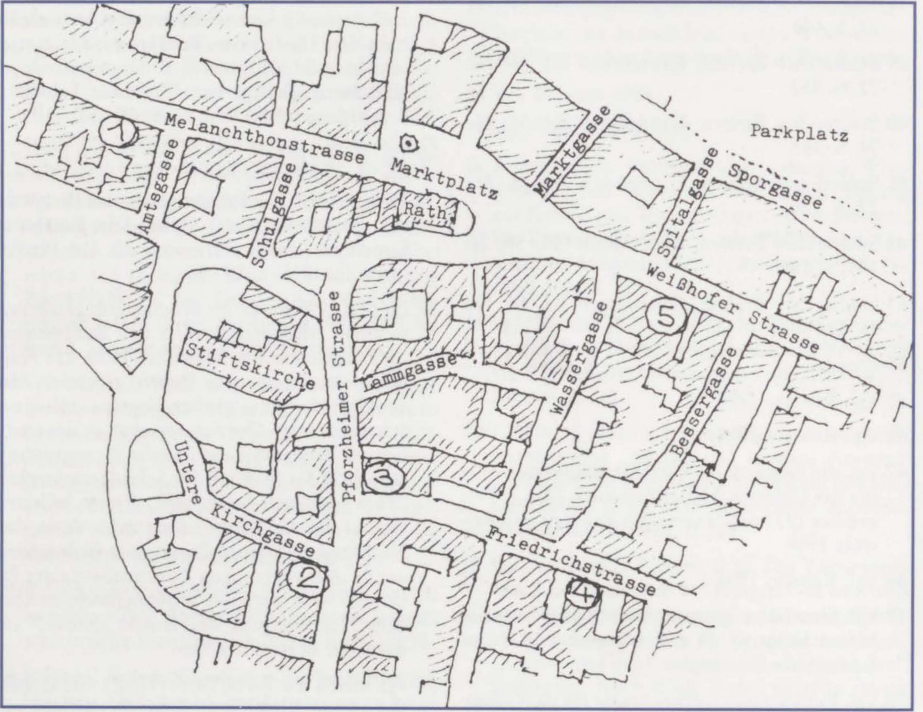 Parkplatz
1
Melanchthonstrasse
Marktgasse
Marktplatz
Sporgasse
Amtsgasse
Schulgasse
Rath.
Spitalgasse
Weißhofer Strasse
5
Stiftskirche
Pforzheimer Strasse
Lammgasse
Wassergasse
Bessergasse
3
Untere Kirchgasse
2
Friedrichstrasse
4